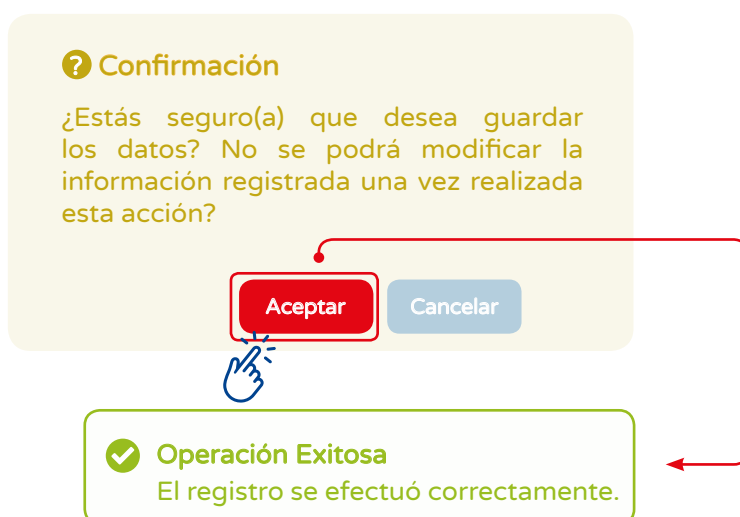 Confirmación
¿Estás seguro(a) que desea guardar
los datos? No se podrá modificar la
información registrada una vez realizada
esta acción?
Aceptar
Cancelar
Operación Exitosa
El registro se efectuó correctamente.